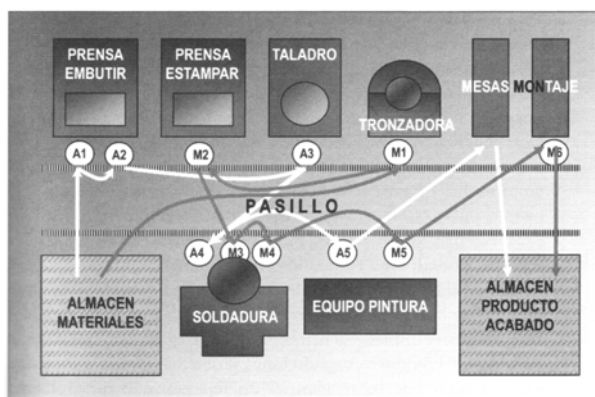 PRENSA
EMBUTIR
PRENSA
ESTAMPAR
TALADRO
TRONZADORA
MESAS MONTAJE
A1
A2
M2
A3
M1
M6
PASILLO
A4
M3
M4
A5
M5
ALMACEN
MATERIALES
SOLDADURA
EQUIPO PINTURA
ALMACEN
PRODUCTO
ACABADO